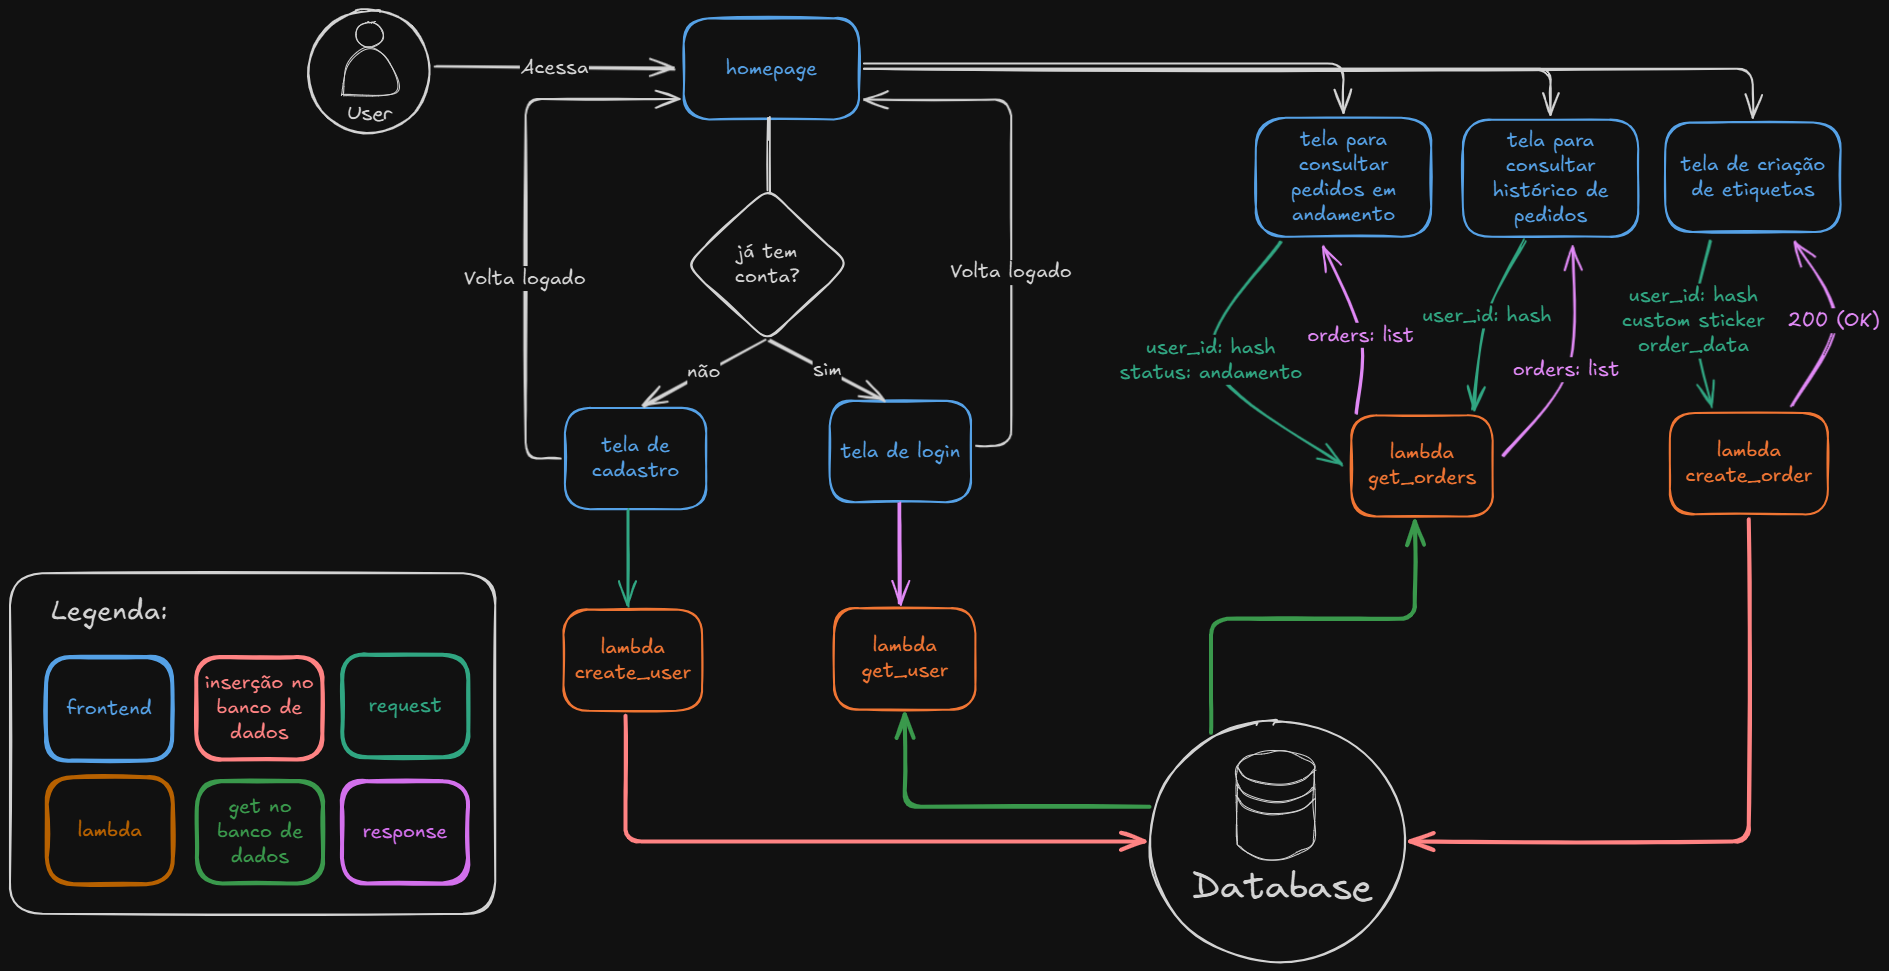 User
Acessa
homepage
tela para
consultar
pedidos em
andamento
tela para
consultar
histórico de
pedidos
tela de criação
de etiquetas
já tem
conta?
Volta logado
Volta logado
não
sim
tela de
cadastro
tela de login
user_id: hash
status: andamento
orders: list
user_id: hash
orders: list
user_id: hash
custom sticker
order_data
200 (OK)
lambda
get_orders
lambda
create_order
lambda
create_user
lambda
get_user
Database
Legenda:
frontend
inserção no
banco de
dados
request
lambda
get no
banco de
dados
response